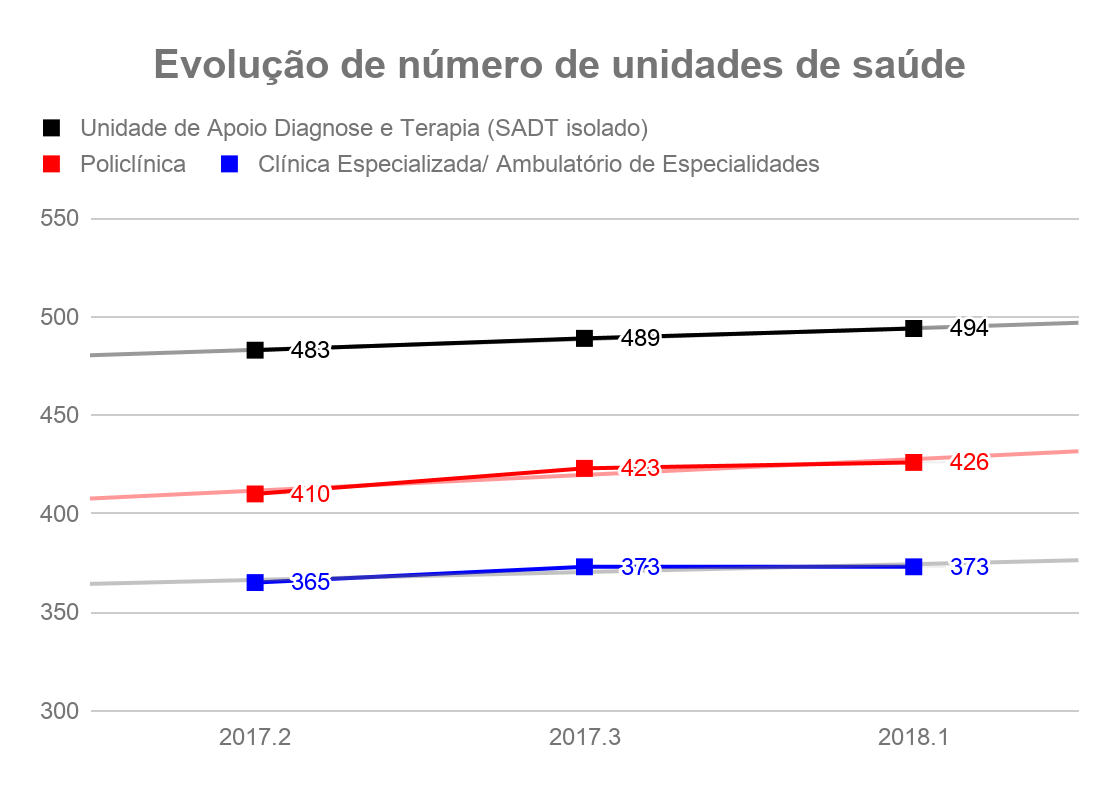 Evolução de número de unidades de saúde
Unidade de Apoio Diagnose e Terapia (SADT isolado)
Policlínica Clínica Especializada/ Ambulatório de Especialidades
550
500
483 489 494
450
410 423 426
400
365 373 373
350
300
2017.2 2017.3 2018.1